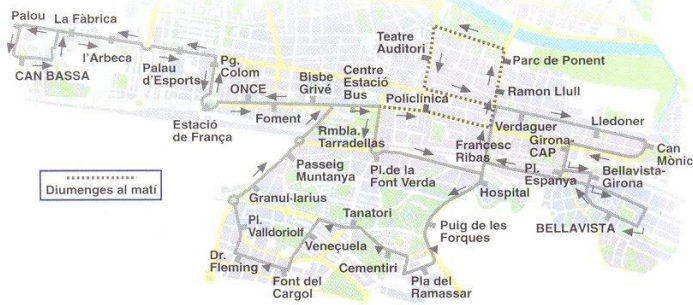 Palou
La Fàbrica
l'Arbeca
CAN BASSA
Palau
d'Esports
Pg.
Colom
ONCE
Bisbe
Grivé
Centre
Estació
Bus
Teatre
Auditori
Parc de Ponent
Ramon Llull
Policlínica
Estació
de França
Foment
Rmbla.
Tarradellas
Francesc
Ribas
Verdaguer
Girona-
CAP
Lledoner
Can
Mònic
Passeig
Muntanya
Pl.de la
Font Verda
Hospital
Pl.
Espanya
Bellavista-
Girona
BELLAVISTA
Diumenges al matí
Granul·larius
Pl.
Valldoriolf
Tanatori
Puig de les
Forques
Veneçuela
Dr.
Fleming
Font del
Cargol
Cementiri
Pla del
Ramassar